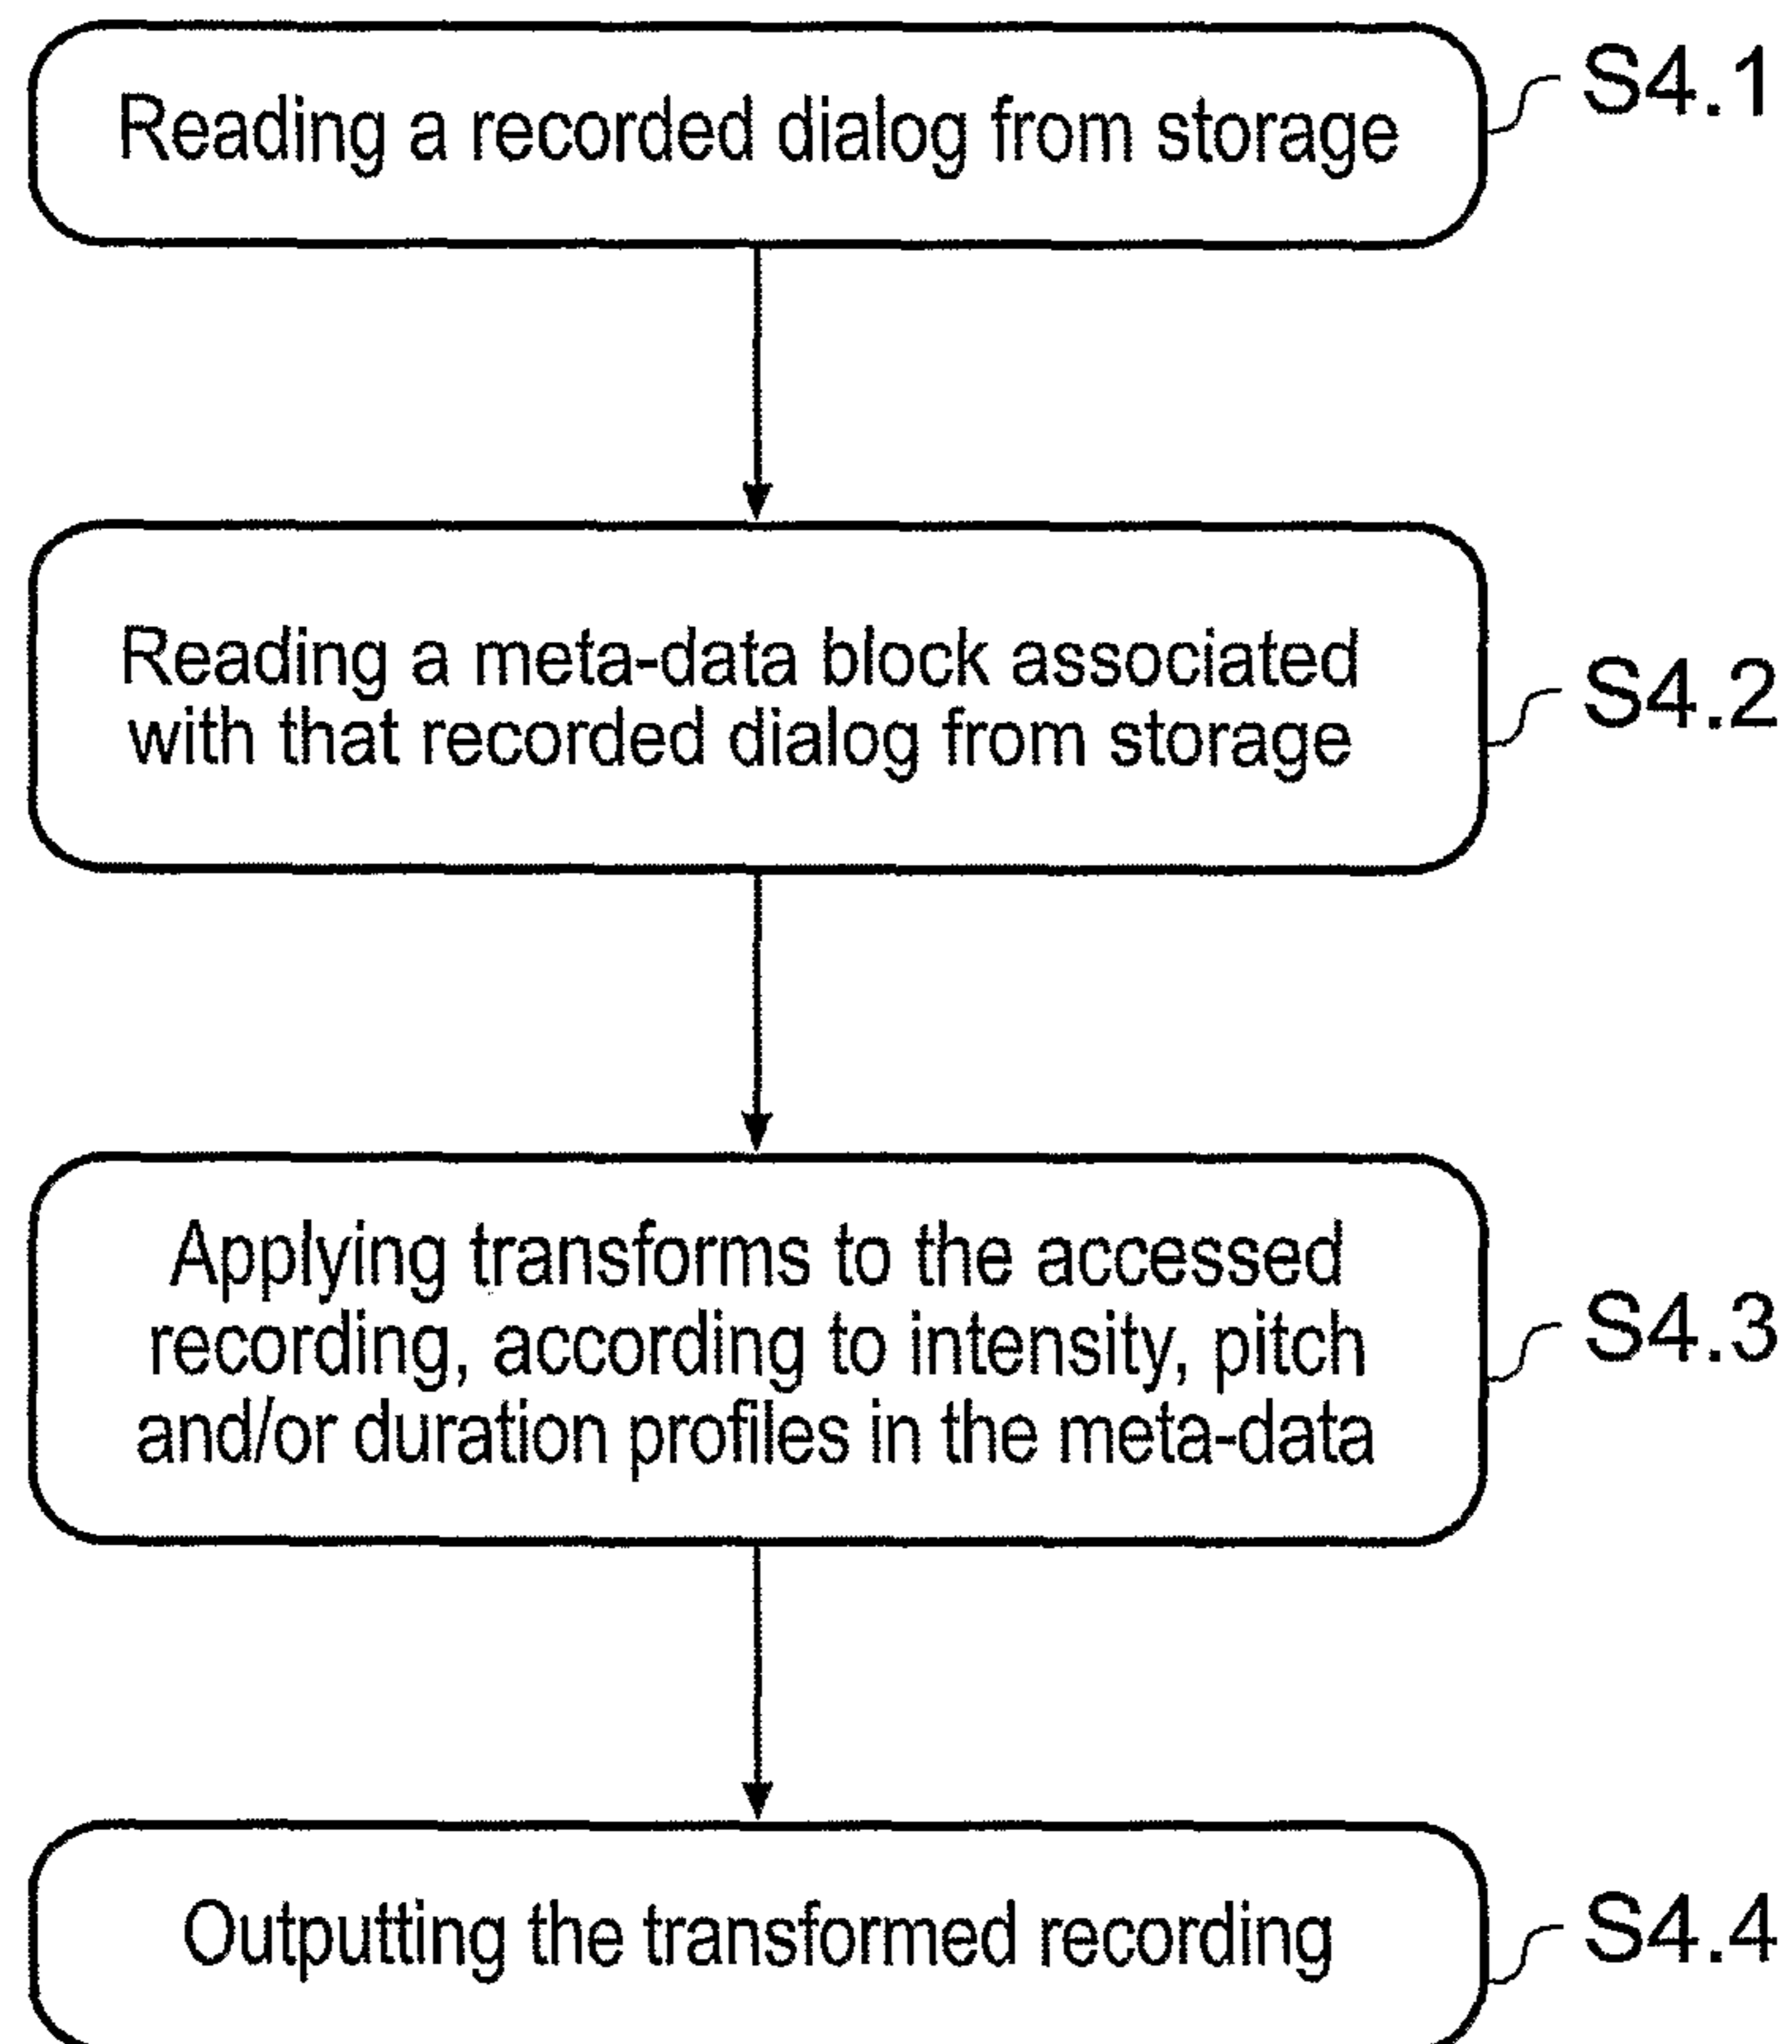 Reading a recorded dialog from storage
S4.1
Reading a meta-data block associated
with that recorded dialog from storage
S4.2
Applying transforms to the accessed
recording, according to intensity, pitch
and/or duration profiles in the meta-data
S4.3
Outputting the transformed recording
S4.4